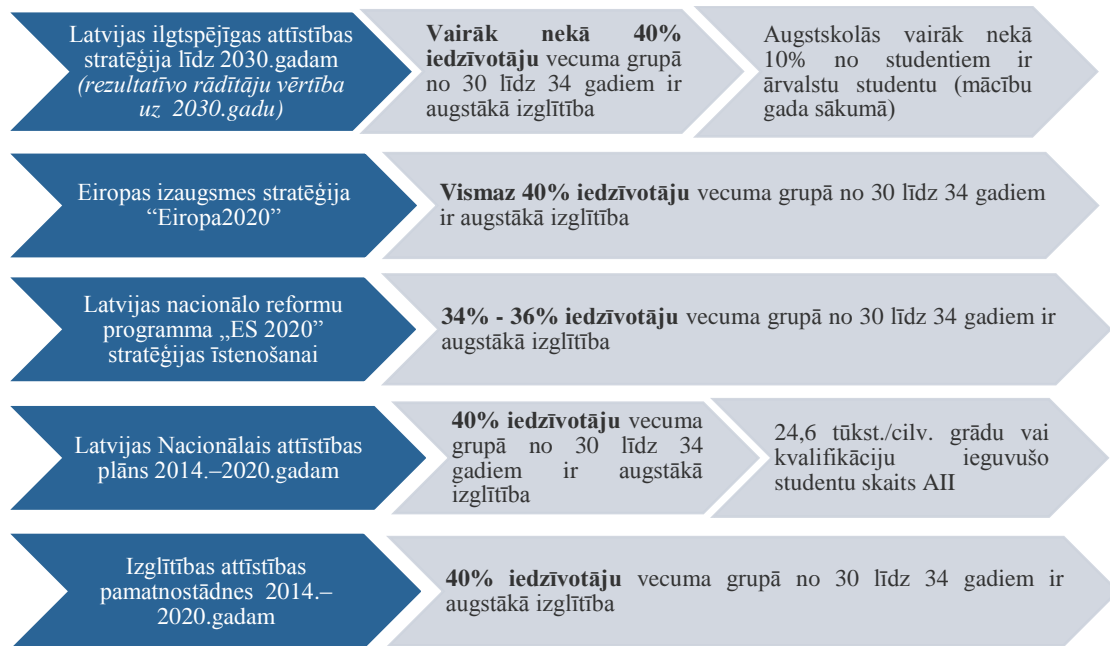 Latvijas ilgtspējīgas attīstības
stratēģija līdz 2030.gadam
(rezultatīvo rādītāju vērtība
uz 2030.gadu)
Vairāk nekā 40%
iedzīvotāju vecuma grupā
no 30 līdz 34 gadiem ir
augstākā izglītība
Augstskolās vairāk nekā
10% no studentiem ir
ārvalstu studentu (mācību
gada sākumā)
Eiropas izaugsmes stratēģija
“Eiropa2020”
Vismaz 40% iedzīvotāju vecuma grupā no 30 līdz 34 gadiem
ir augstākā izglītība
Latvijas nacionālo reformu
programma „ES 2020”
stratēģijas īstenošanai
34% - 36% iedzīvotāju vecuma grupā no 30 līdz 34 gadiem ir
augstākā izglītība
Latvijas Nacionālais attīstības
plāns 2014.–2020.gadam
40% iedzīvotāju vecuma
grupā no 30 līdz 34
gadiem ir augstākā
izglītība
24,6 tūkst./cilv. grādu vai
kvalifikāciju ieguvušo
studentu skaits AII
Izglītības attīstības
pamatnostādnes 2014.–
2020.gadam
40% iedzīvotāju vecuma grupā no 30 līdz 34 gadiem ir
augstākā izglītība